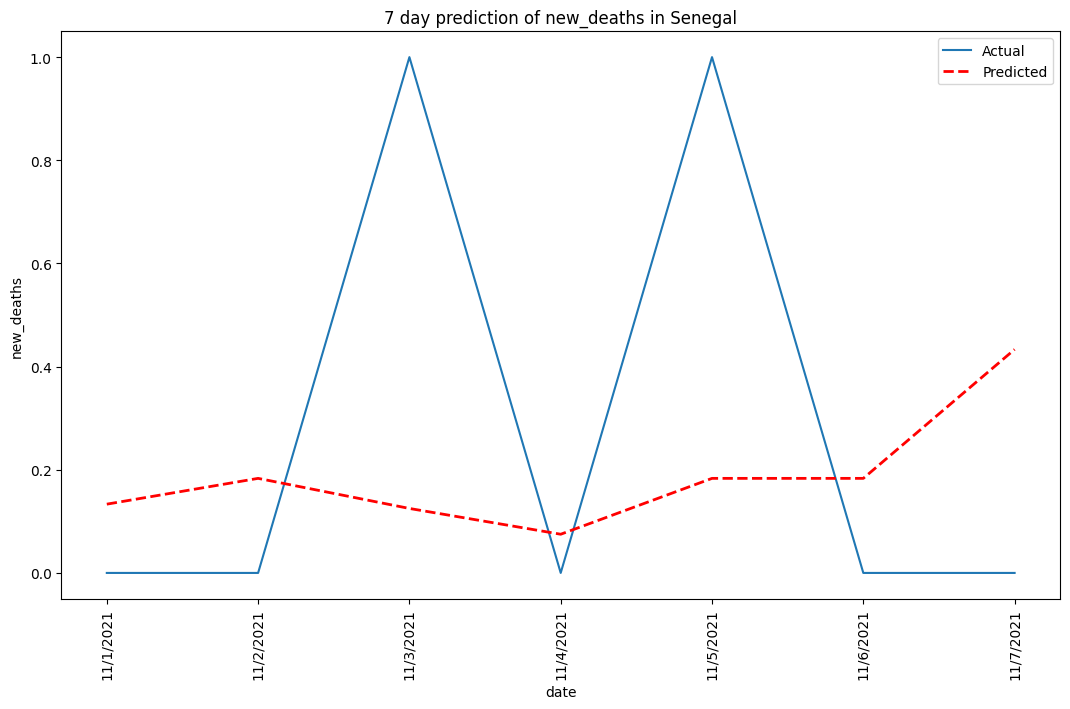 7 day prediction of new_deaths in Senegal
Actual
Predicted
1.0
0.8
0.6
0.4
0.2
0.0
new_deaths
11/1/2021
11/2/2021
11/3/2021
11/4/2021
11/5/2021
11/6/2021
11/7/2021
date